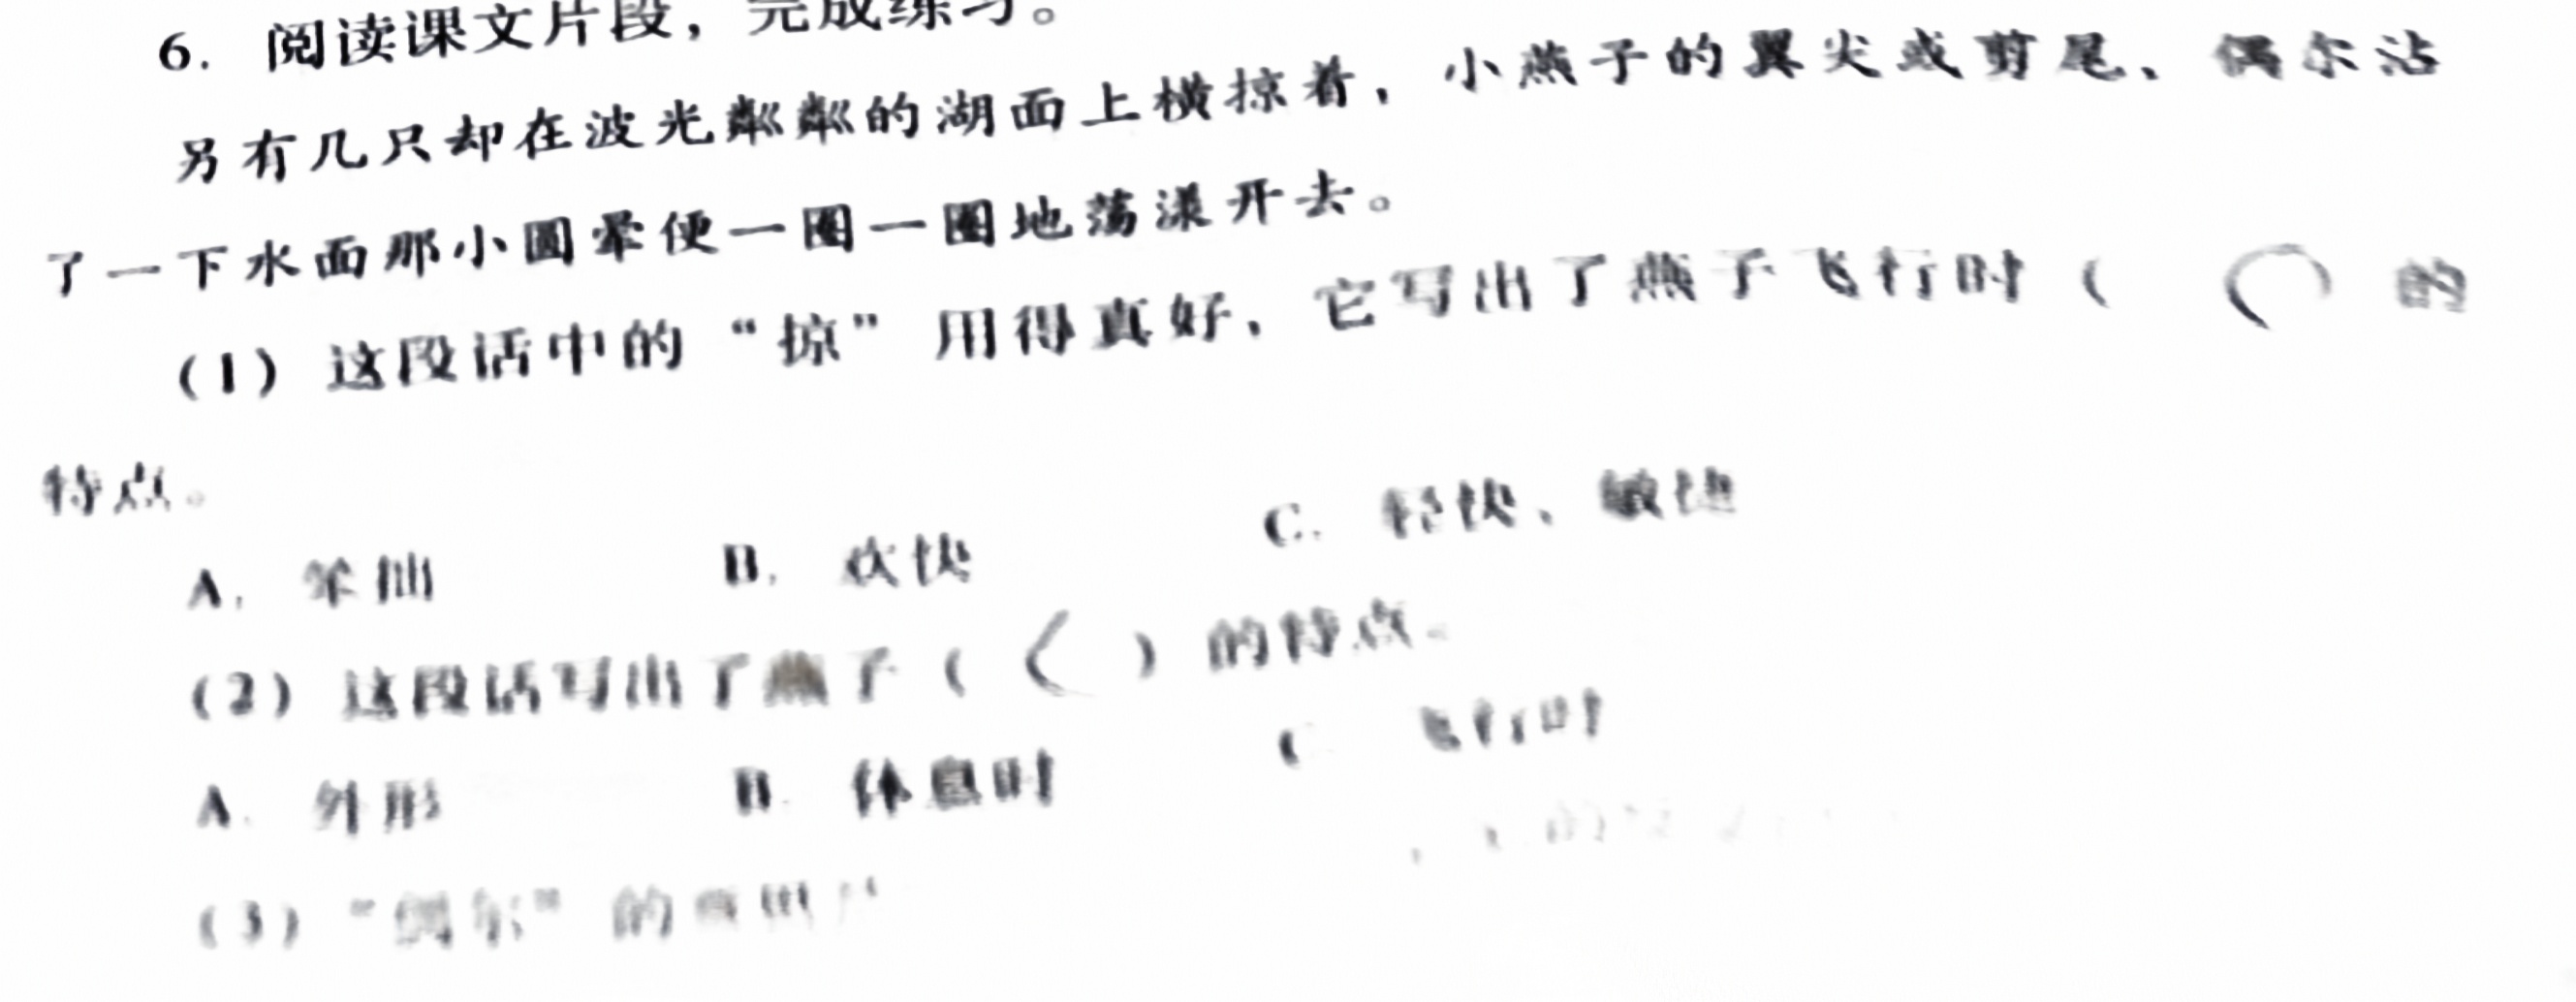 6. 阅读课文片段，完成练习。
另有几只却在波光粼粼的湖面上横掠着，小燕子的翼尖或剪尾、偶尔沾
了一下水面那小圆晕便一圈一圈地荡漾开去。
（1）这段话中的“掠”用得真好、它写出了燕子飞行时（ C ） 的
特点。
A. 笨拙 B. 欢快 C. 轻快、敏捷
（2）这段话写出了燕子（ C ）的特点。
A. 外形 B. 休息时 C 飞行时
（3）“偶尔”的